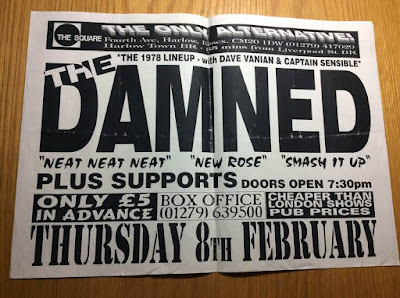 THE ONLY ALTERNATIVE!
THE SQUARE
Fourth Ave, Harlow, Essex, CM20 1DW (01279) 417029
Harlow Town BR - 35 mins from Liverpool St. BR
"THE 1978 LINEUP - with DAVE VANIAN & CAPTAIN SENSIBLE"
THE
DAMNED
"NEAT NEAT NEAT" "NEW ROSE" "SMASH IT UP"
PLUS SUPPORTS DOORS OPEN 7:30pm
ONLY £5
IN ADVANCE
BOX OFFICE
(01279) 639500
CHEAPER THAN
LONDON SHOWS
PUB PRICES
THURSDAY 8TH FEBRUARY